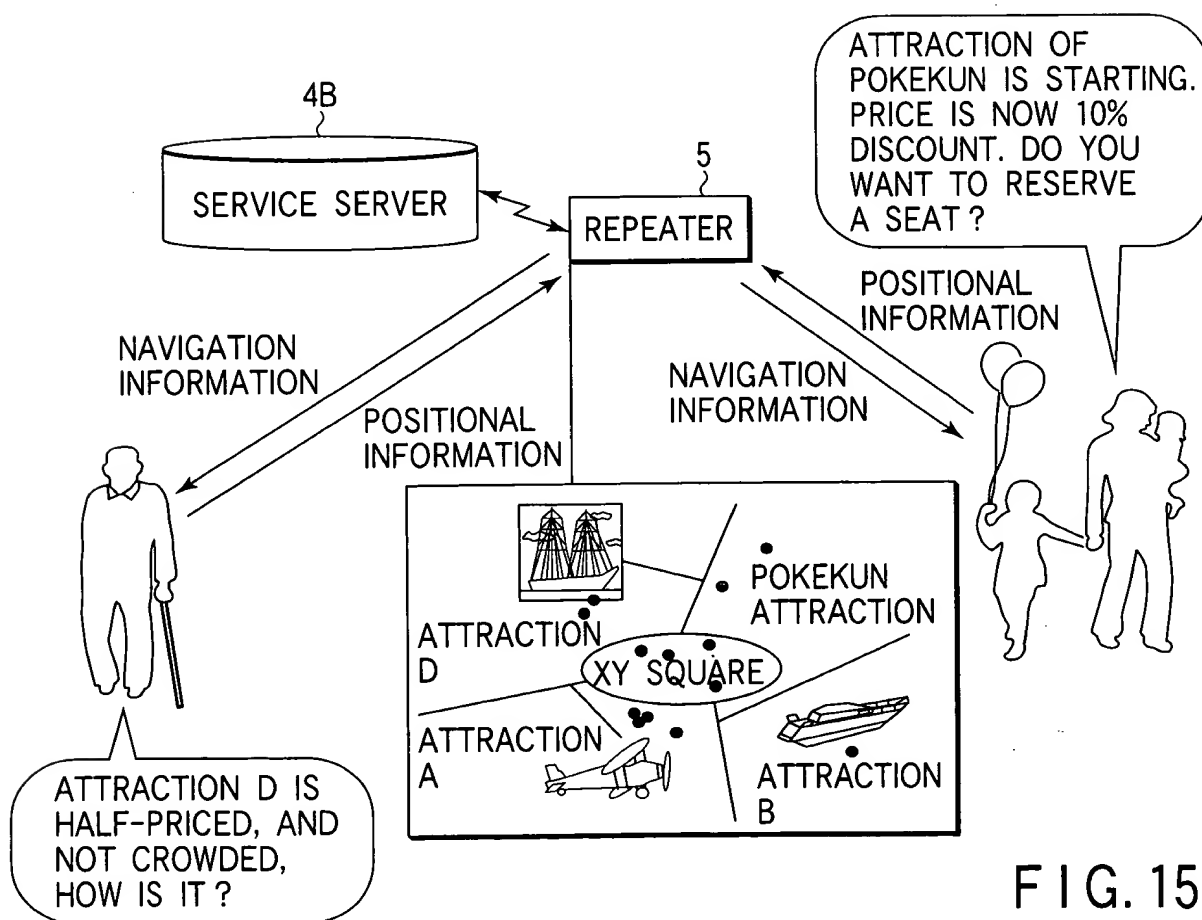 4B
SERVICE SERVER
5
REPEATER
ATTRACTION OF
POKEKUN IS STARTING.
PRICE IS NOW 10%
DISCOUNT. DO YOU
WANT TO RESERVE
A SEAT?
NAVIGATION
INFORMATION
POSITIONAL
INFORMATION
NAVIGATION
INFORMATION
POSITIONAL
INFORMATION
POKEKUN
ATTRACTION
ATTRACTION
D
XY SQUARE
ATTRACTION
A
ATTRACTION
B
ATTRACTION D IS
HALF-PRICED, AND
NOT CROWDED,
HOW IS IT?
FIG. 15